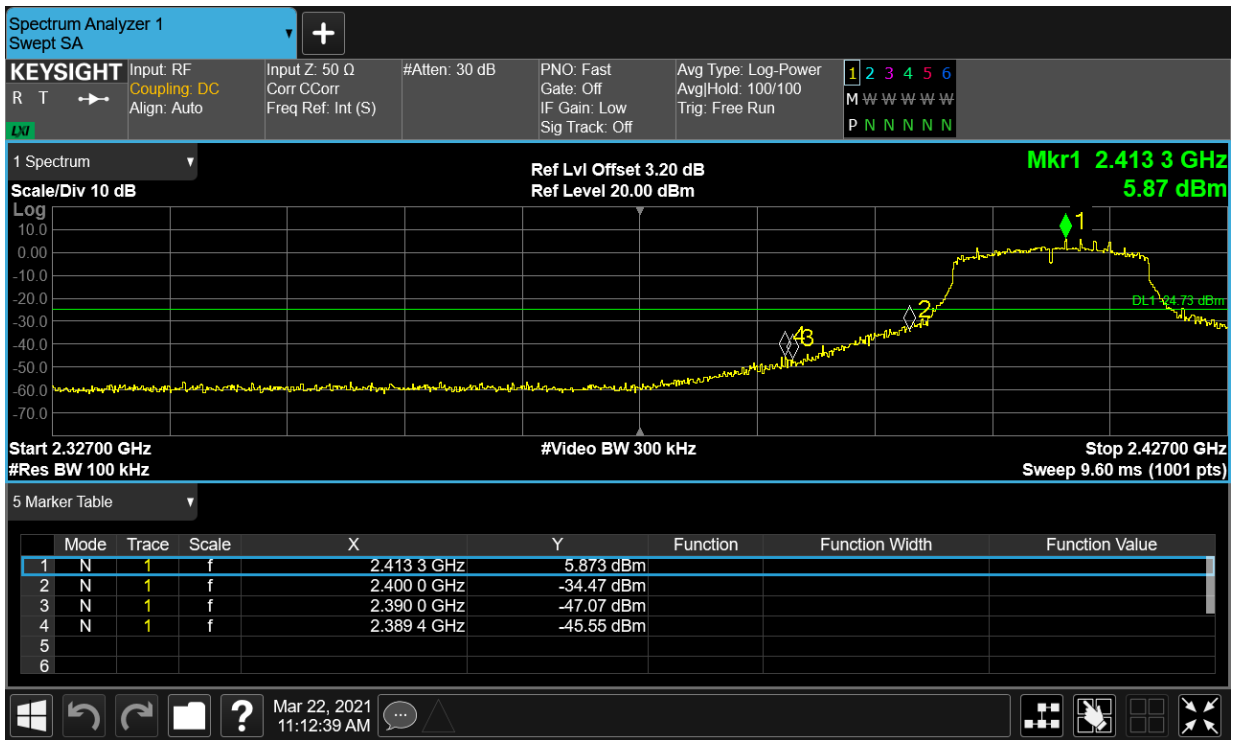 Spectrum Analyzer 1
Swept SA
KEYSIGHT
R T
LXI
Input: RF
Coupling: DC
Align: Auto
Input Z: 50 Ω
Corr CCorr
Freq Ref: Int (S)
#Atten: 30 dB
PNO: Fast
Gate: Off
IF Gain: Low
Sig Track: Off
Avg Type: Log-Power
Avg|Hold: 100/100
Trig: Free Run
1 2 3 4 5 6
M W W W W W
P N N N N N
1 Spectrum
Scale/Div 10 dB
Ref Lvl Offset 3.20 dB
Ref Level 20.00 dBm
Mkr1 2.413 3 GHz
5.87 dBm
Log
10.0
0.00
-10.0
-20.0
-30.0
-40.0
-50.0
-60.0
-70.0
1
2
4 3
DL1 -24.73 dBm
Start 2.32700 GHz
#Res BW 100 kHz
#Video BW 300 kHz
Stop 2.42700 GHz
Sweep 9.60 ms (1001 pts)
5 Marker Table
Mode Trace Scale X Y Function Function Width Function Value
1 N 1 f 2.413 3 GHz 5.873 dBm
2 N 1 f 2.400 0 GHz -34.47 dBm
3 N 1 f 2.390 0 GHz -47.07 dBm
4 N 1 f 2.389 4 GHz -45.55 dBm
5
6
?
Mar 22, 2021
11:12:39 AM